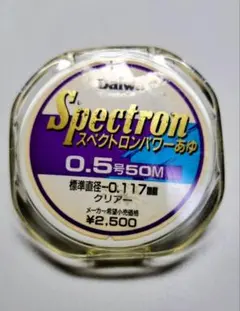 Daiwa
Spectron
スペクトロンパワーあゆ
0.5号50M
標準直径-0.117mm
クリアー
メーカー希望小売価格
¥2,500